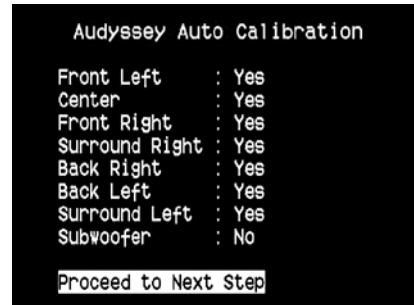 Audyssey Auto Calibration
Front Left : Yes
Center : Yes
Front Right : Yes
Surround Right : Yes
Back Right : Yes
Back Left : Yes
Surround Left : Yes
Subwoofer : No
Proceed to Next Step